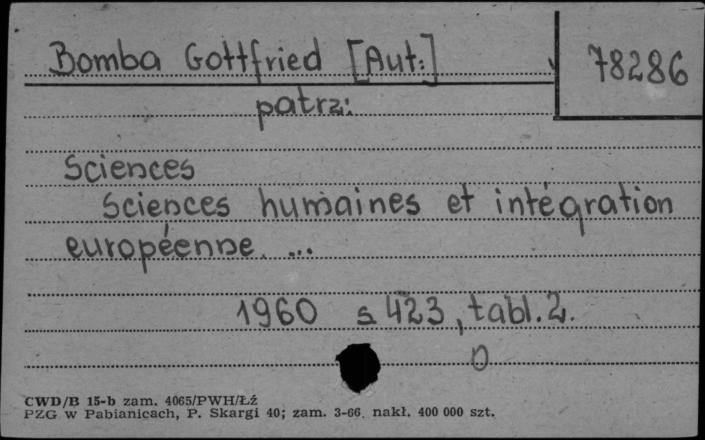 Bomba Gottfried [Aut:]
78286
patrz:
Sciences
Sciences humaines et intégration
européenne ...
1960 s 423, tabl. 2.
0
CWD/B 15-b zam. 4065/PWH/Łź
PZG w Pabianicach, P. Skargi 40; zam. 3-66. nakł. 400 000 szt.